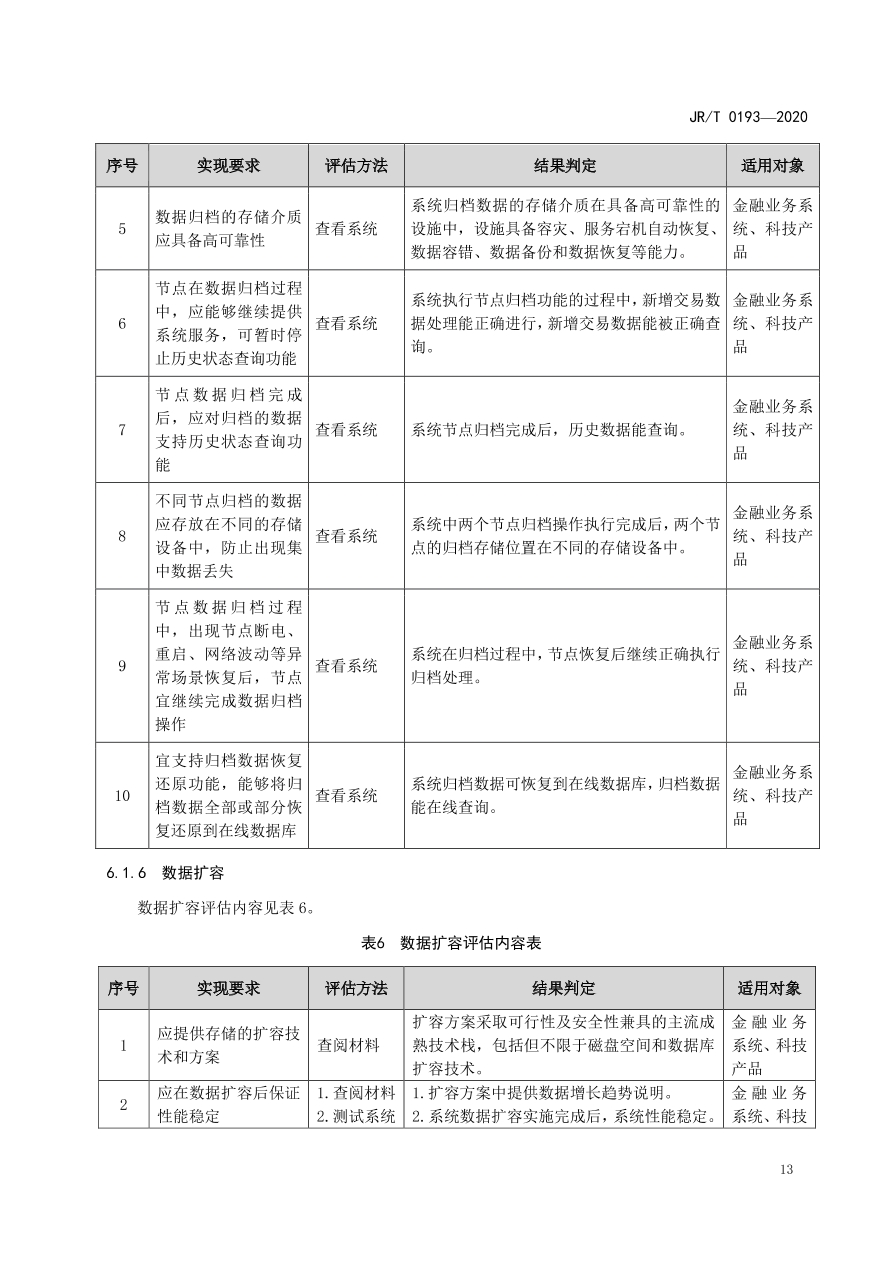 JR/T 0193—2020
序号 实现要求 评估方法 结果判定 适用对象
5
数据归档的存储介质
应具备高可靠性
查看系统
系统归档数据的存储介质在具备高可靠性的
设施中，设施具备容灾、服务宕机自动恢复、
数据容错、数据备份和数据恢复等能力。
金融业务系
统、科技产
品
6
节点在数据归档过程
中，应能够继续提供
系统服务，可暂时停
止历史状态查询功能
查看系统
系统执行节点归档功能的过程中，新增交易数
据处理能正确进行，新增交易数据能被正确查
询。
金融业务系
统、科技产
品
7
节点数据归档完成
后，应对归档的数据
支持历史状态查询功
能
查看系统
系统节点归档完成后，历史数据能查询。
金融业务系
统、科技产
品
8
不同节点归档的数据
应存放在不同的存储
设备中，防止出现集
中数据丢失
查看系统
系统中两个节点归档操作执行完成后，两个节
点的归档存储位置在不同的存储设备中。
金融业务系
统、科技产
品
9
节点数据归档过程
中，出现节点断电、
重启、网络波动等异
常场景恢复后，节点
宜继续完成数据归档
操作
查看系统
系统在归档过程中，节点恢复后继续正确执行
归档处理。
金融业务系
统、科技产
品
10
宜支持归档数据恢复
还原功能，能够将归
档数据全部或部分恢
复还原到在线数据库
查看系统
系统归档数据可恢复到在线数据库，归档数据
能在线查询。
金融业务系
统、科技产
品
6.1.6 数据扩容
数据扩容评估内容见表 6。
表6 数据扩容评估内容表
序号 实现要求 评估方法 结果判定 适用对象
1
应提供存储的扩容技
术和方案
查阅材料
扩容方案采取可行性及安全性兼具的主流成
熟技术栈，包括但不限于磁盘空间和数据库
扩容技术。
金融业务
系统、科技
产品
2
应在数据扩容后保证
性能稳定
1.查阅材料
2.测试系统
1.扩容方案中提供数据增长趋势说明。
2.系统数据扩容实施完成后，系统性能稳定。
金融业务
系统、科技
13